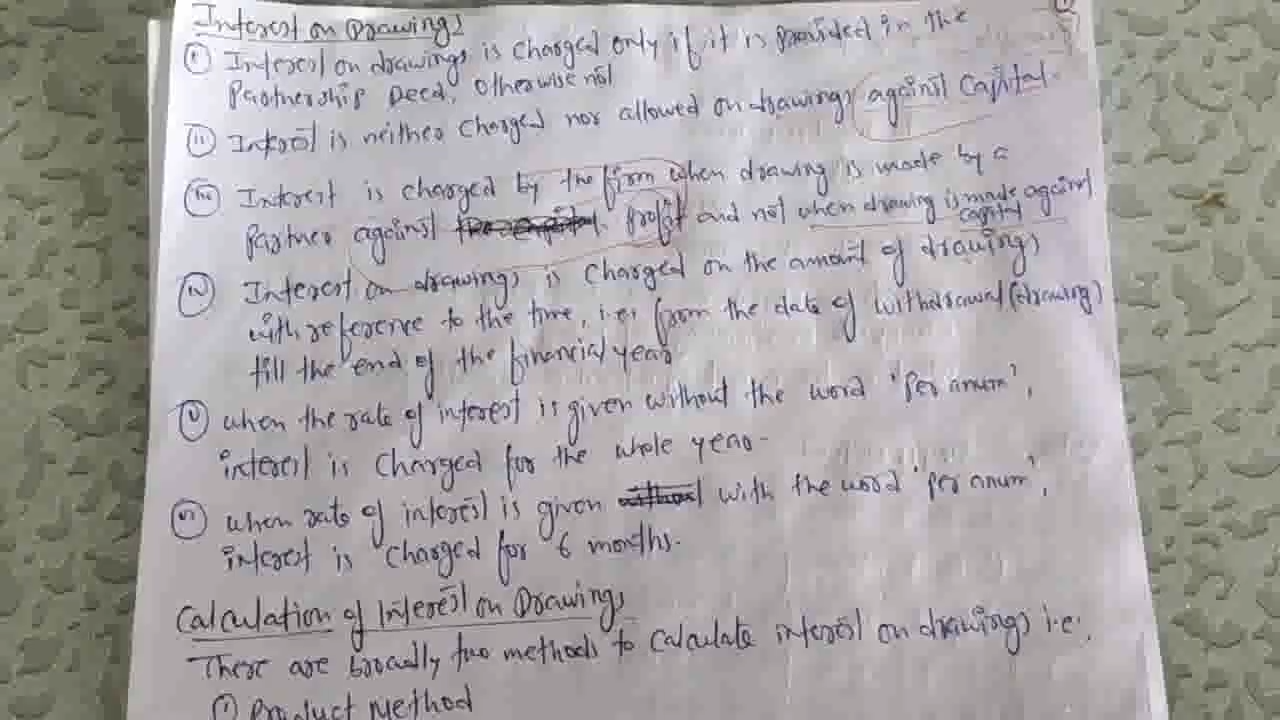 Interest on Drawings
(i) Interest on drawings is charged only if it is provided in the
Partnership Deed, otherwise not
(ii) Interest is neither charged nor allowed on drawings against Capital.
(iii) Interest is charged by the firm when drawing is made by a
Partner against profit and not when drawing is made against
capital
(iv) Interest on drawings is charged on the amount of drawings
with reference to the time, i.e. from the date of withdrawal (drawing)
till the end of the financial year
(v) when the rate of interest is given without the word 'Per anum',
interest is charged for the whole year.
(vi) when rate of interest is given with the word 'per anum',
interest is charged for 6 months.
Calculation of Interest on Drawings
There are broadly two methods to calculate interest on drawings i.e.
(i) Product Method